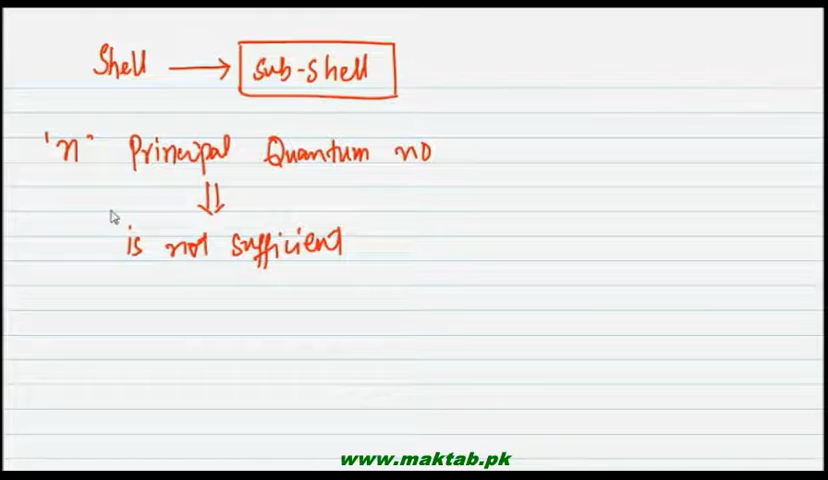 Shell → sub-shell
'n" Principal Quantum no
⇓
is not sufficient
www.maktab.pk